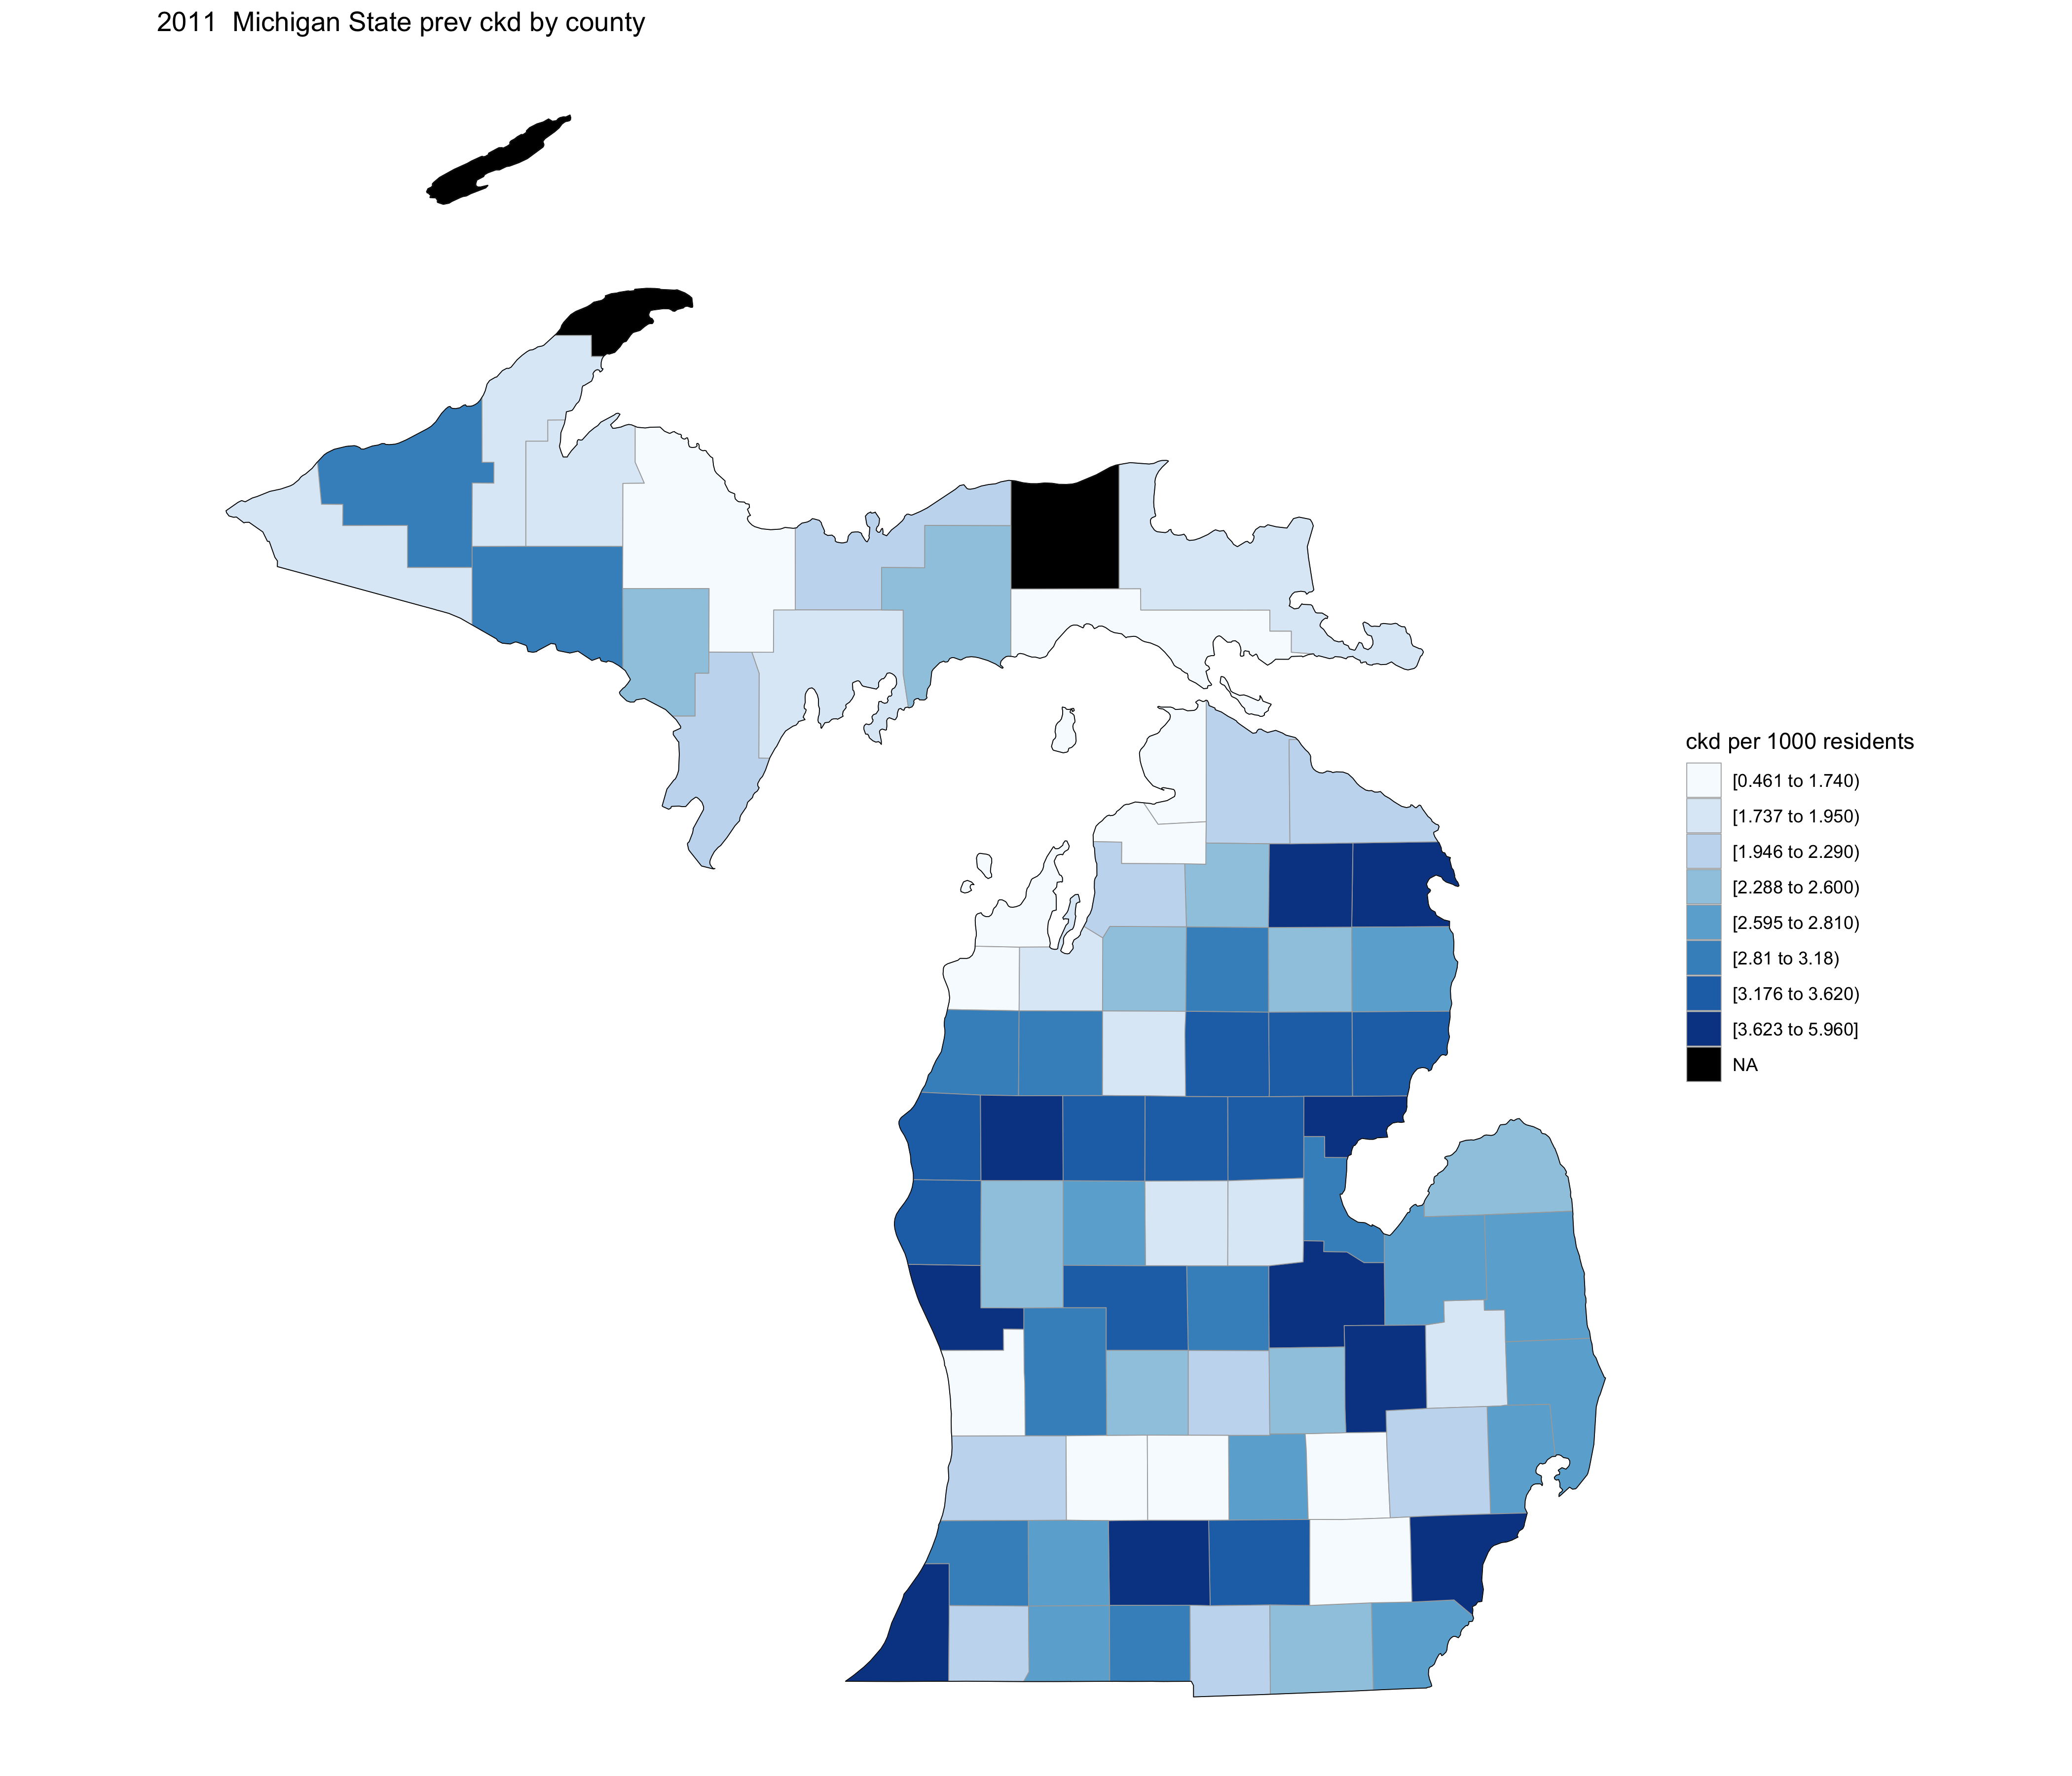 2011  Michigan State prev ckd by county
ckd per 1000 residents
[0.461 to 1.740)
[1.737 to 1.950)
[1.946 to 2.290)
[2.288 to 2.600)
[2.595 to 2.810)
[2.81 to 3.18)
[3.176 to 3.620)
[3.623 to 5.960]
NA